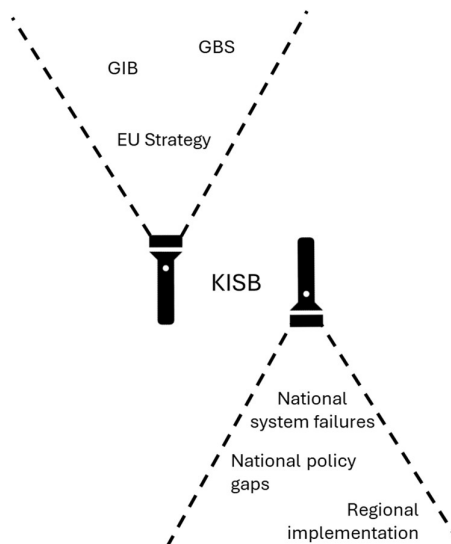 GBS
GIB
EU Strategy
KISB
National
system failures
National policy
gaps
Regional
implementation